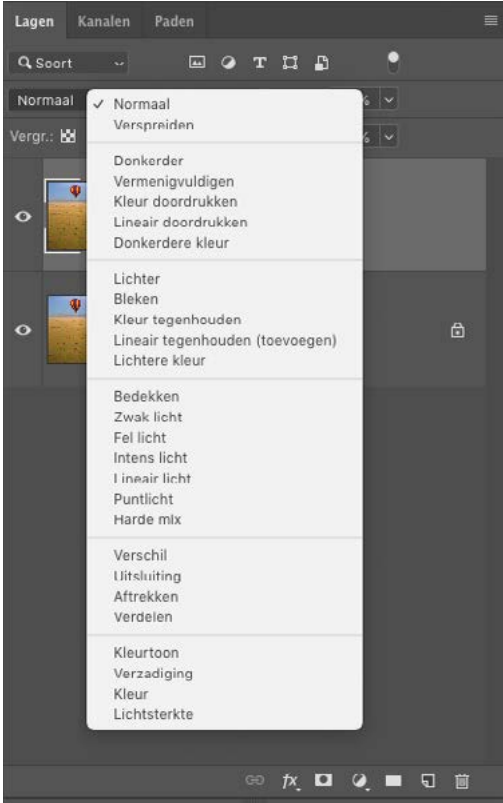 Lagen Kanalen Paden
Soort
Normaal
Vergr.:
% 
%
Normaal
Verspreiden
Donkerder
Vermenigvuldigen
Kleur doordrukken
Lineair doordrukken
Donkerdere kleur
Lichter
Bleken
Kleur tegenhouden
Lineair tegenhouden (toevoegen)
Lichtere kleur
Bedekken
Zwak licht
Fel licht
Intens licht
Lineair licht
Puntlicht
Harde mix
Verschil
Uitsluiting
Aftrekken
Verdelen
Kleurtoon
Verzadiging
Kleur
Lichtsterkte
fx